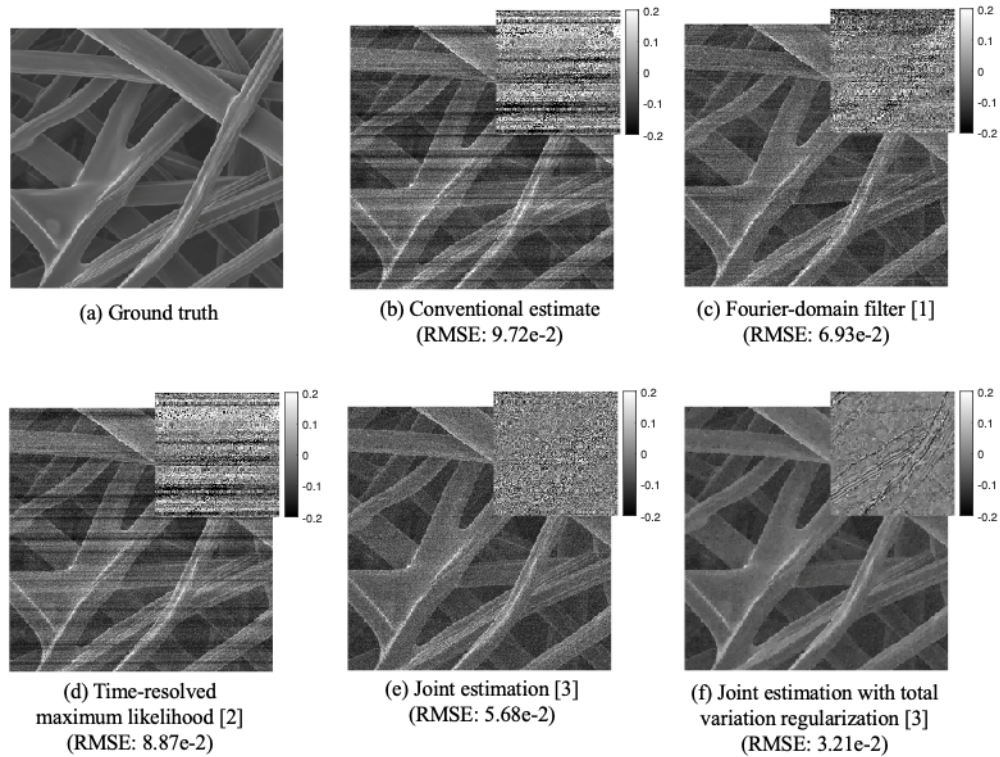 0.2
0.1
0
-0.1
-0.2
0.2
0.1
0
-0.1
-0.2
(a) Ground truth
(b) Conventional estimate
(RMSE: 9.72e-2)
(c) Fourier-domain filter [1]
(RMSE: 6.93e-2)
0.2
0.1
0
-0.1
-0.2
0.2
0.1
0
-0.1
-0.2
0.2
0.1
0
-0.1
-0.2
(d) Time-resolved
maximum likelihood [2]
(RMSE: 8.87e-2)
(e) Joint estimation [3]
(RMSE: 5.68e-2)
(f) Joint estimation with total
variation regularization [3]
(RMSE: 3.21e-2)